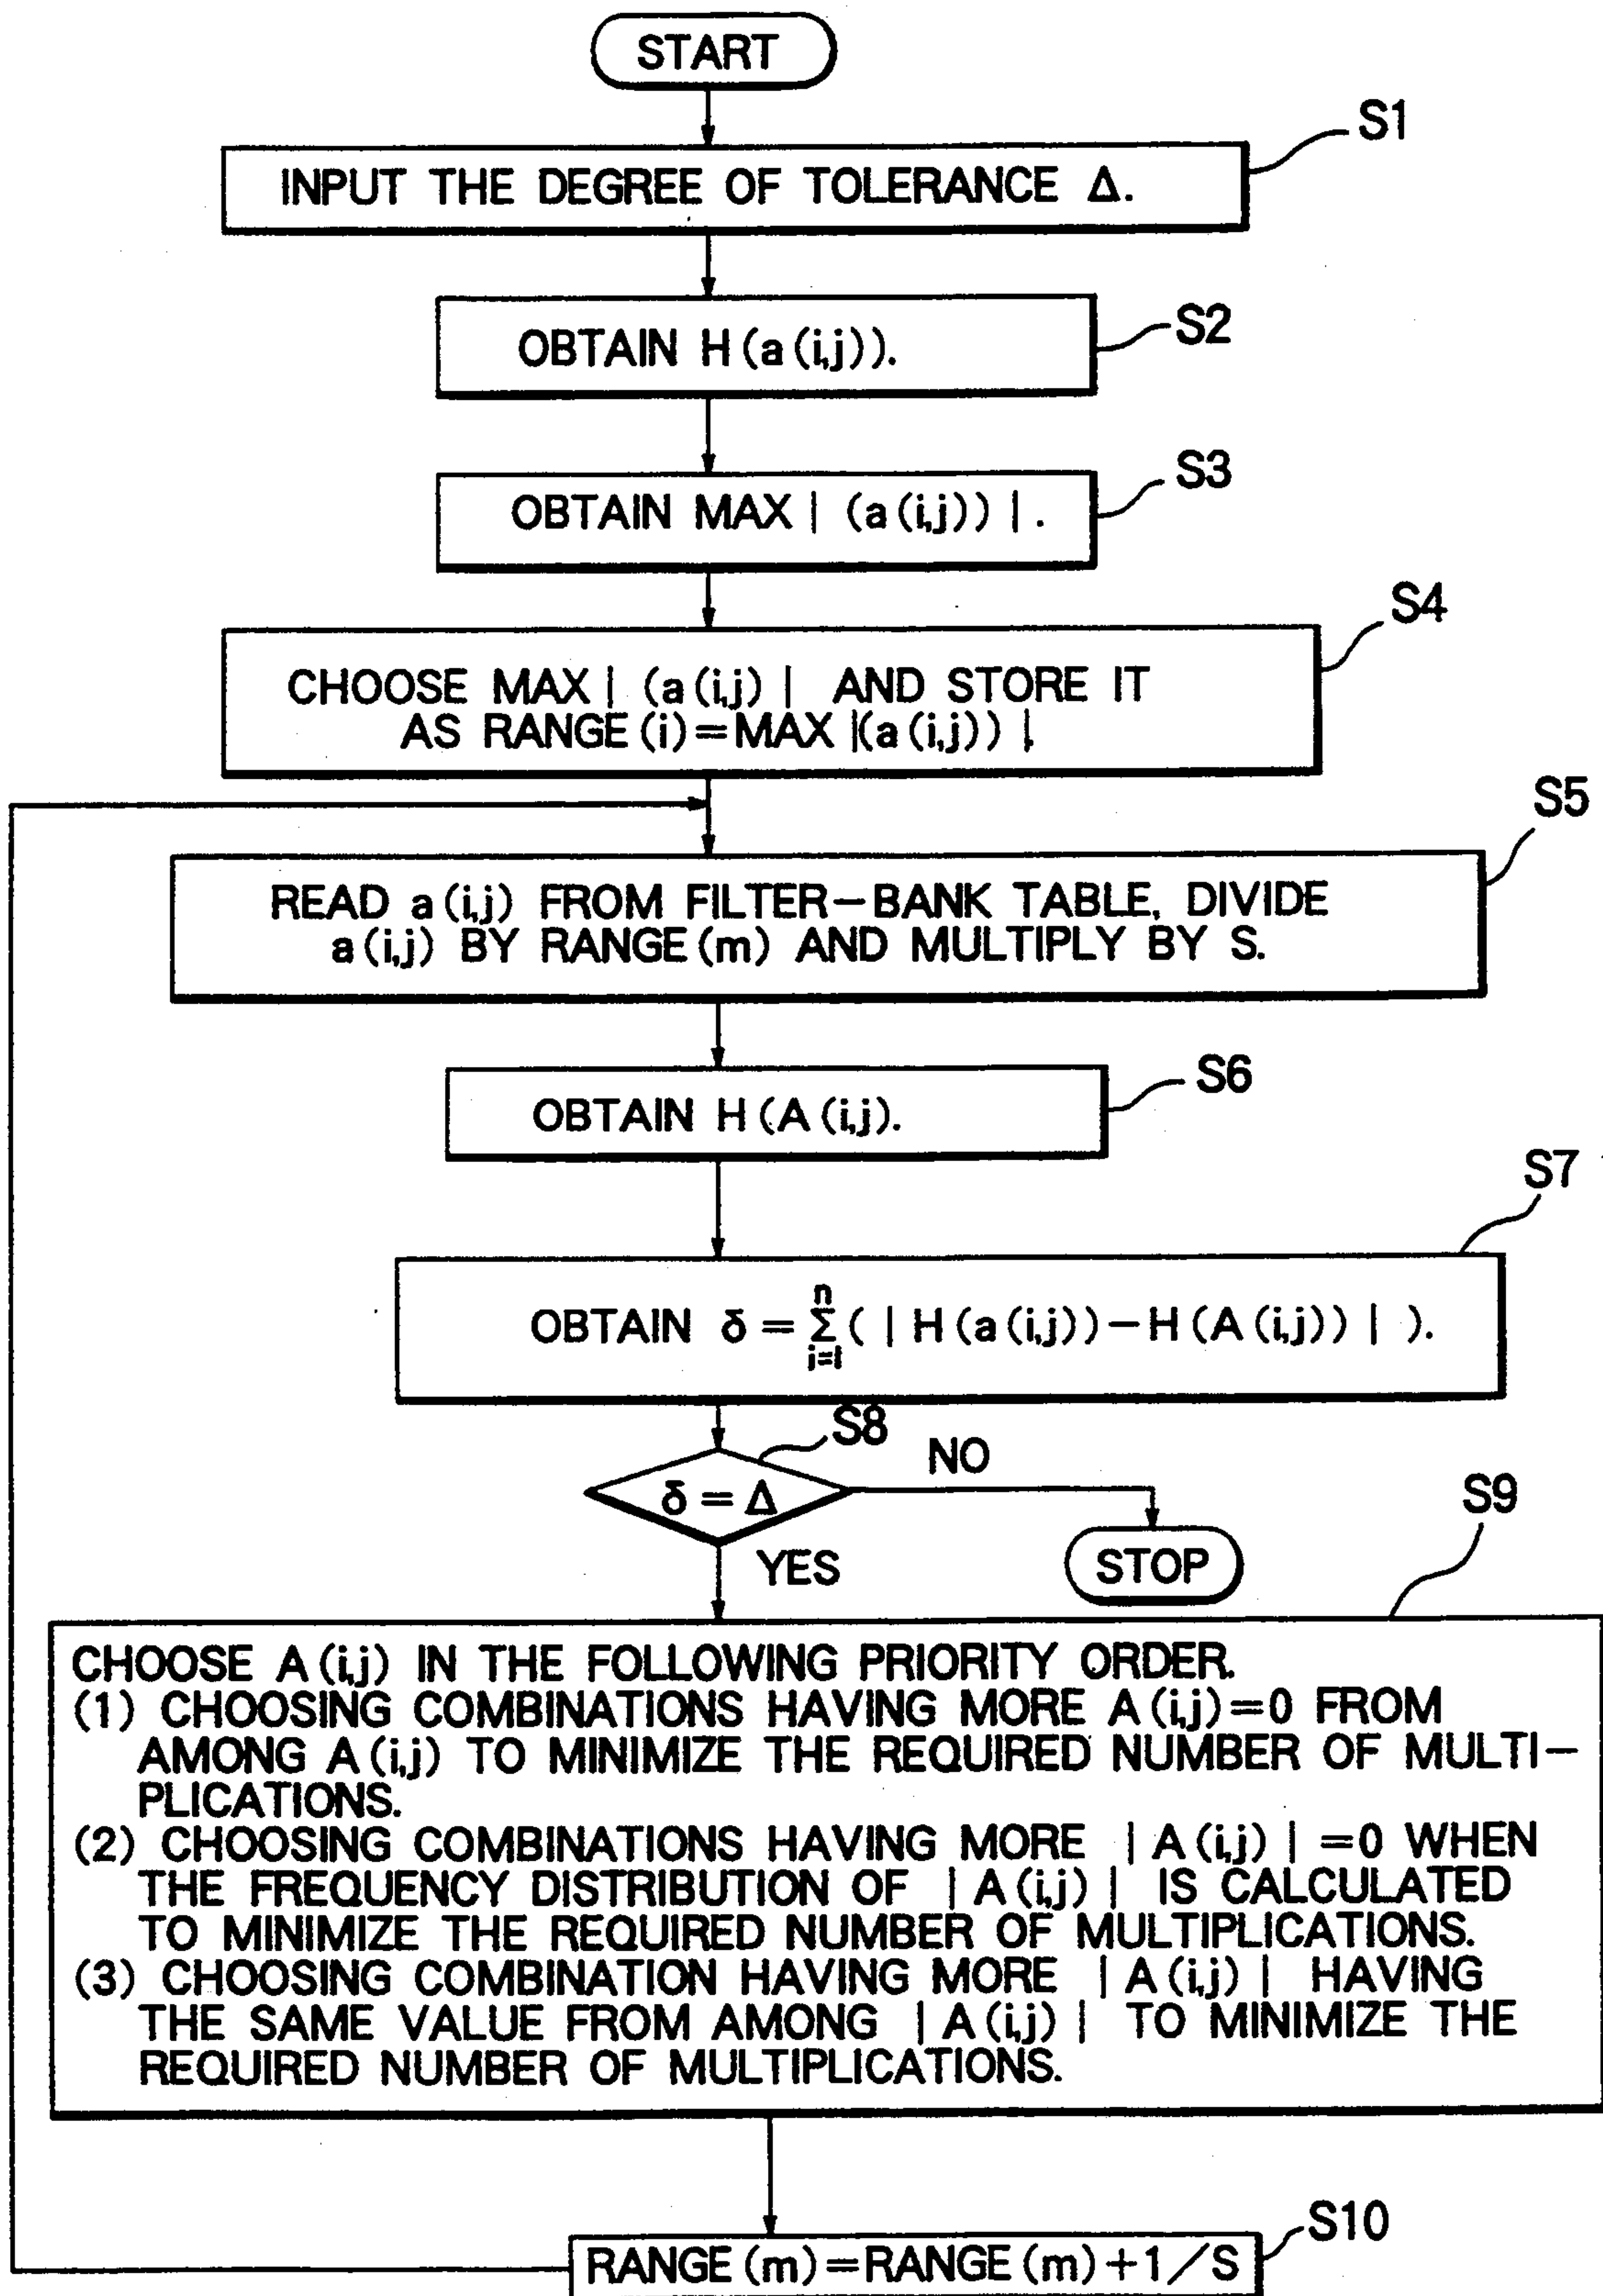 START
S1
INPUT THE DEGREE OF TOLERANCE Δ.
S2
OBTAIN H(a(i,j)).
S3
OBTAIN MAX | (a(i,j)) | .
S4
CHOOSE MAX | (a(i,j) | AND STORE IT
AS RANGE(i)=MAX |(a(i,j)) |.
S5
READ a(i,j) FROM FILTER-BANK TABLE, DIVIDE
a(i,j) BY RANGE(m) AND MULTIPLY BY S.
S6
OBTAIN H(A(i,j).
S7
n
OBTAIN δ = Σ( | H(a(i,j))-H(A(i,j)) | ).
i=1
S8
NO
δ = Δ
S9
STOP
YES
CHOOSE A(i,j) IN THE FOLLOWING PRIORITY ORDER.
(1) CHOOSING COMBINATIONS HAVING MORE A(i,j)=0 FROM
AMONG A(i,j) TO MINIMIZE THE REQUIRED NUMBER OF MULTI-
PLICATIONS.
(2) CHOOSING COMBINATIONS HAVING MORE | A(i,j) | =0 WHEN
THE FREQUENCY DISTRIBUTION OF | A(i,j) | IS CALCULATED
TO MINIMIZE THE REQUIRED NUMBER OF MULTIPLICATIONS.
(3) CHOOSING COMBINATION HAVING MORE | A(i,j) | HAVING
THE SAME VALUE FROM AMONG | A(i,j) | TO MINIMIZE THE
REQUIRED NUMBER OF MULTIPLICATIONS.
S10
RANGE(m)=RANGE(m)+1/S